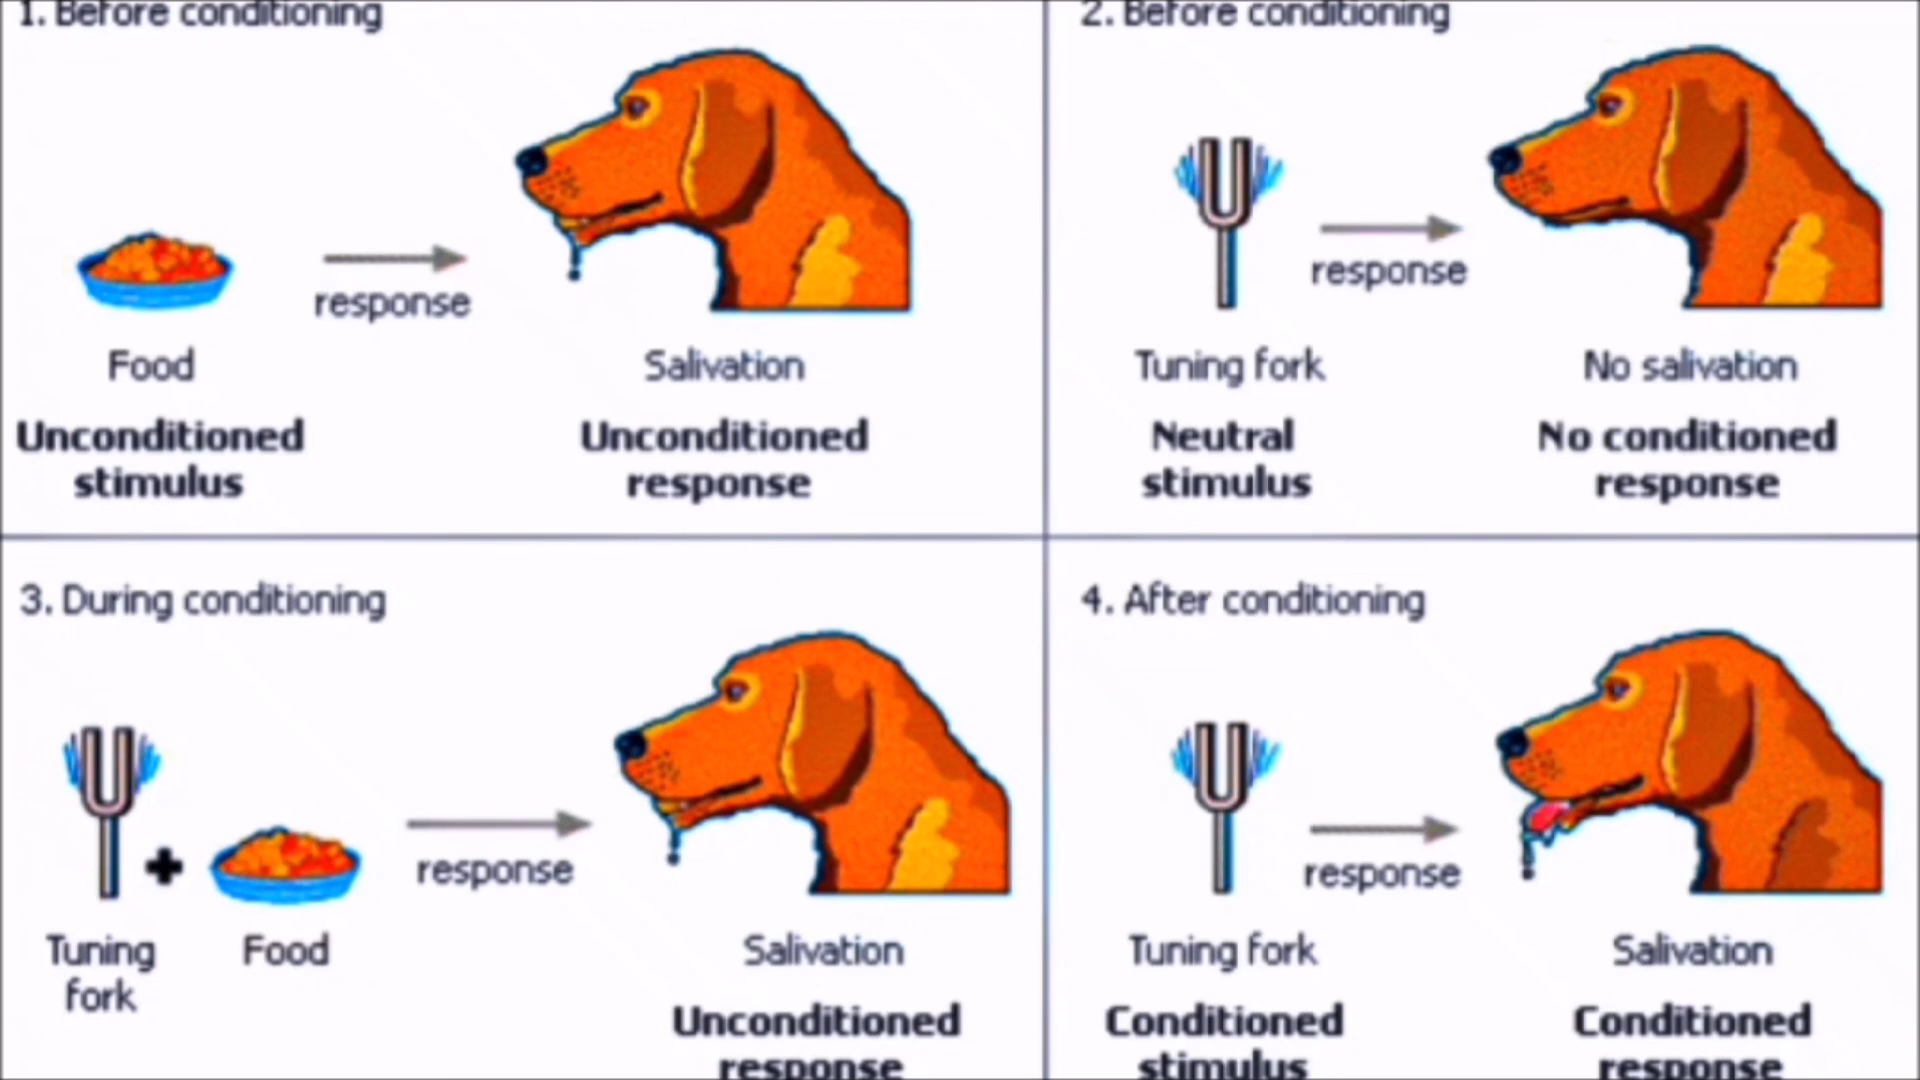 1. Before conditioning
response
Food
Salivation
Unconditioned
stimulus
Unconditioned
response
2. Before conditioning
response
Tuning fork
No salivation
Neutral
stimulus
No conditioned
response
3. During conditioning
response
Tuning
fork
Food
Salivation
Unconditioned
response
4. After conditioning
response
Tuning fork
Salivation
Conditioned
stimulus
Conditioned
response